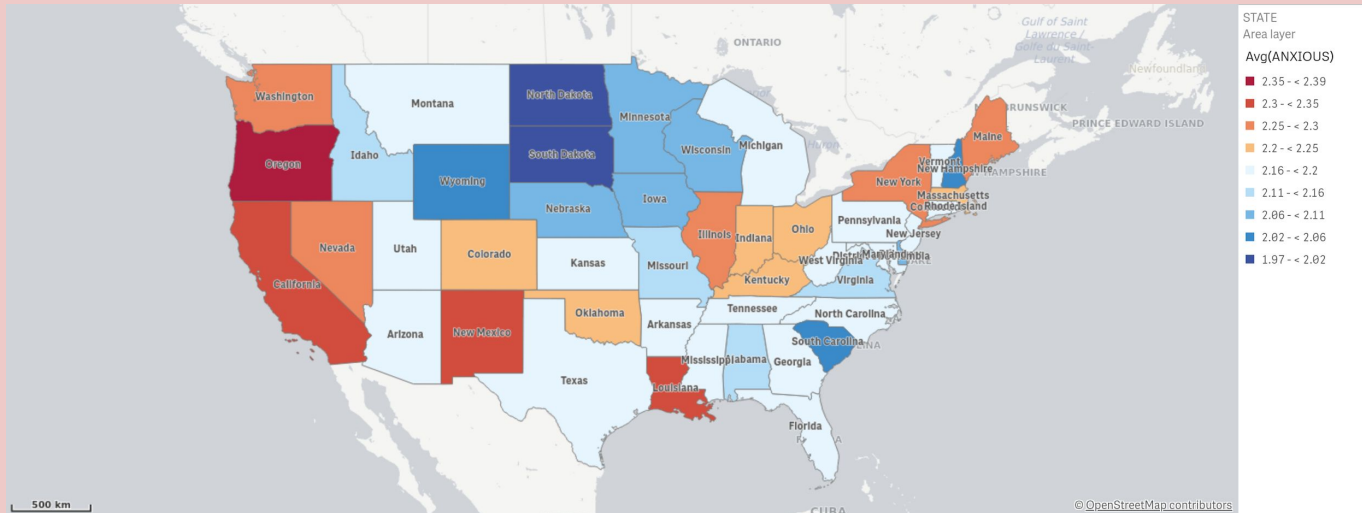 STATE
Area layer
Avg(ANXIOUS)
2.35 - < 2.39
2.3 - < 2.35
2.25 - < 2.3
2.2 - < 2.25
2.16 - < 2.2
2.11 - < 2.16
2.06 - < 2.11
2.02 - < 2.06
1.97 - < 2.02
Gulf of Saint
Lawrence /
Golfe du Saint-
Laurent
ONTARIO
Newfoundland
BRUNSWICK
PRINCE EDWARD ISLAND
Washington
Montana
North Dakota
Minnesota
Maine
Oregon
Idaho
Wyoming
South Dakota
Wisconsin
Michigan
Huron
Vermont
New Hampshire
HAMPSHIRE
New York
Massachusetts
Rhode Island
Nebraska
Iowa
Nevada
Utah
Colorado
Kansas
Illinois
Indiana
Ohio
Pennsylvania
New Jersey
West Virginia
Maryland
California
Missouri
Kentucky
Virginia
Arizona
New Mexico
Oklahoma
Arkansas
Tennessee
North Carolina
South Carolina
Texas
Louisiana
Mississippi
Alabama
Georgia
Florida
CUBA
500 km
© OpenStreetMap contributors